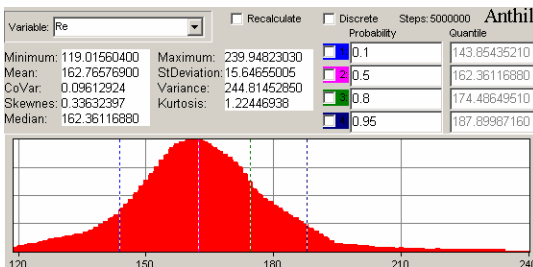 Variable: Re Recalculate Discrete Steps: 5000000 Anthil
Probability Quantile
Minimum: 119.01560400 Maximum: 239.94823030 1 0.1 143.85435210
Mean: 162.76576900 StDeviation: 15.64655005 2 0.5 162.36116880
CoVar: 0.09612924 Variance: 244.81452850 3 0.8 174.48649510
Skewnes: 0.33632397 Kurtosis: 1.22446938 0.95 187.89987160
Median: 162.36116880
120 150 180 210 240